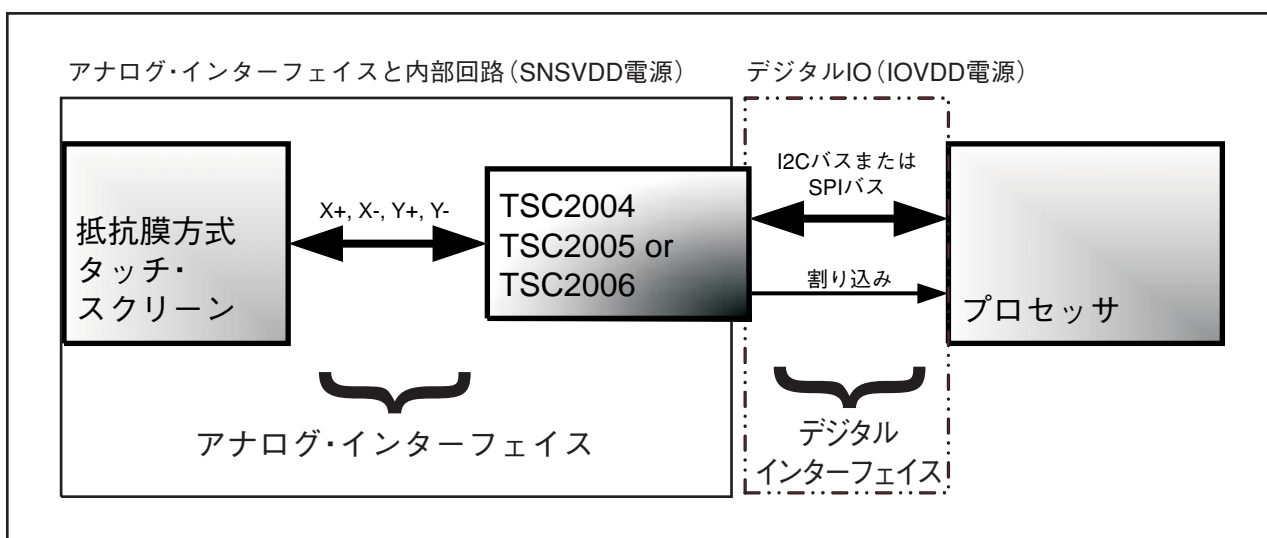 アナログ・インターフェイスと内部回路（SNSVDD電源）
デジタルIO（IOVDD電源）
抵抗膜方式
タッチ・
スクリーン
X+, X-, Y+, Y-
TSC2004
TSC2005 or
TSC2006
I2Cバスまたは
SPIバス
割り込み
プロセッサ
アナログ・インターフェイス
デジタル
インターフェイス